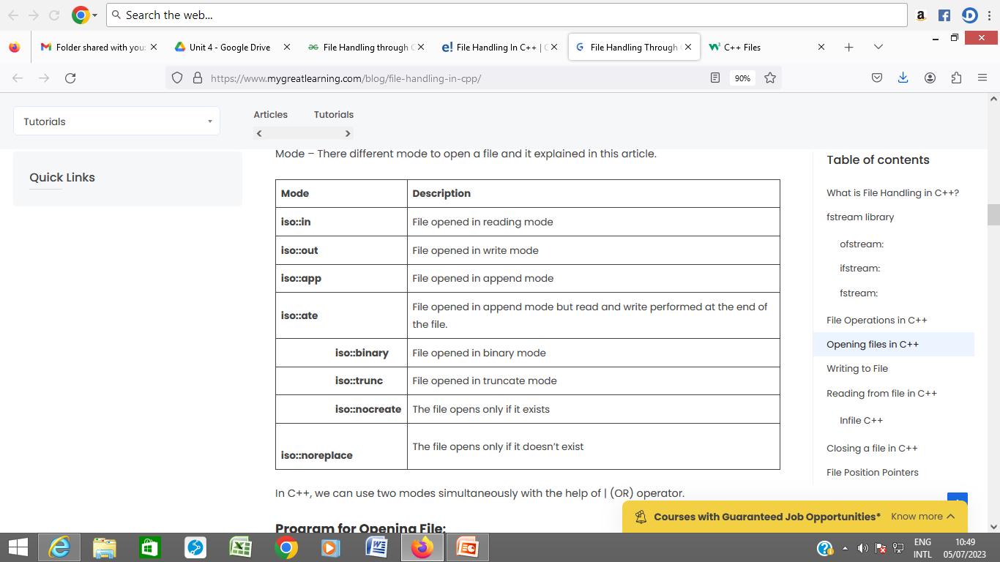 Search the web...
Folder shared with you:
Unit 4 - Google Drive
File Handling through C
e! File Handling In C++ | C
G File Handling Through C
C++ Files
https://www.mygreatlearning.com/blog/file-handling-in-cpp/
90%
Tutorials
Articles Tutorials
Quick Links
Mode – There different mode to open a file and it explained in this article.
Mode Description
iso::in File opened in reading mode
iso::out File opened in write mode
iso::app File opened in append mode
iso::ate File opened in append mode but read and write performed at the end of
the file.
iso::binary File opened in binary mode
iso::trunc File opened in truncate mode
iso::nocreate The file opens only if it exists
iso::noreplace The file opens only if it doesn’t exist
In C++, we can use two modes simultaneously with the help of | (OR) operator.
Program for Opening File:
Table of contents
What is File Handling in C++?
fstream library
ofstream:
ifstream:
fstream:
File Operations in C++
Opening files in C++
Writing to File
Reading from file in C++
Infile C++
Closing a file in C++
File Position Pointers
Courses with Guaranteed Job Opportunities* Know more
ENG
INTL
10:49
05/07/2023